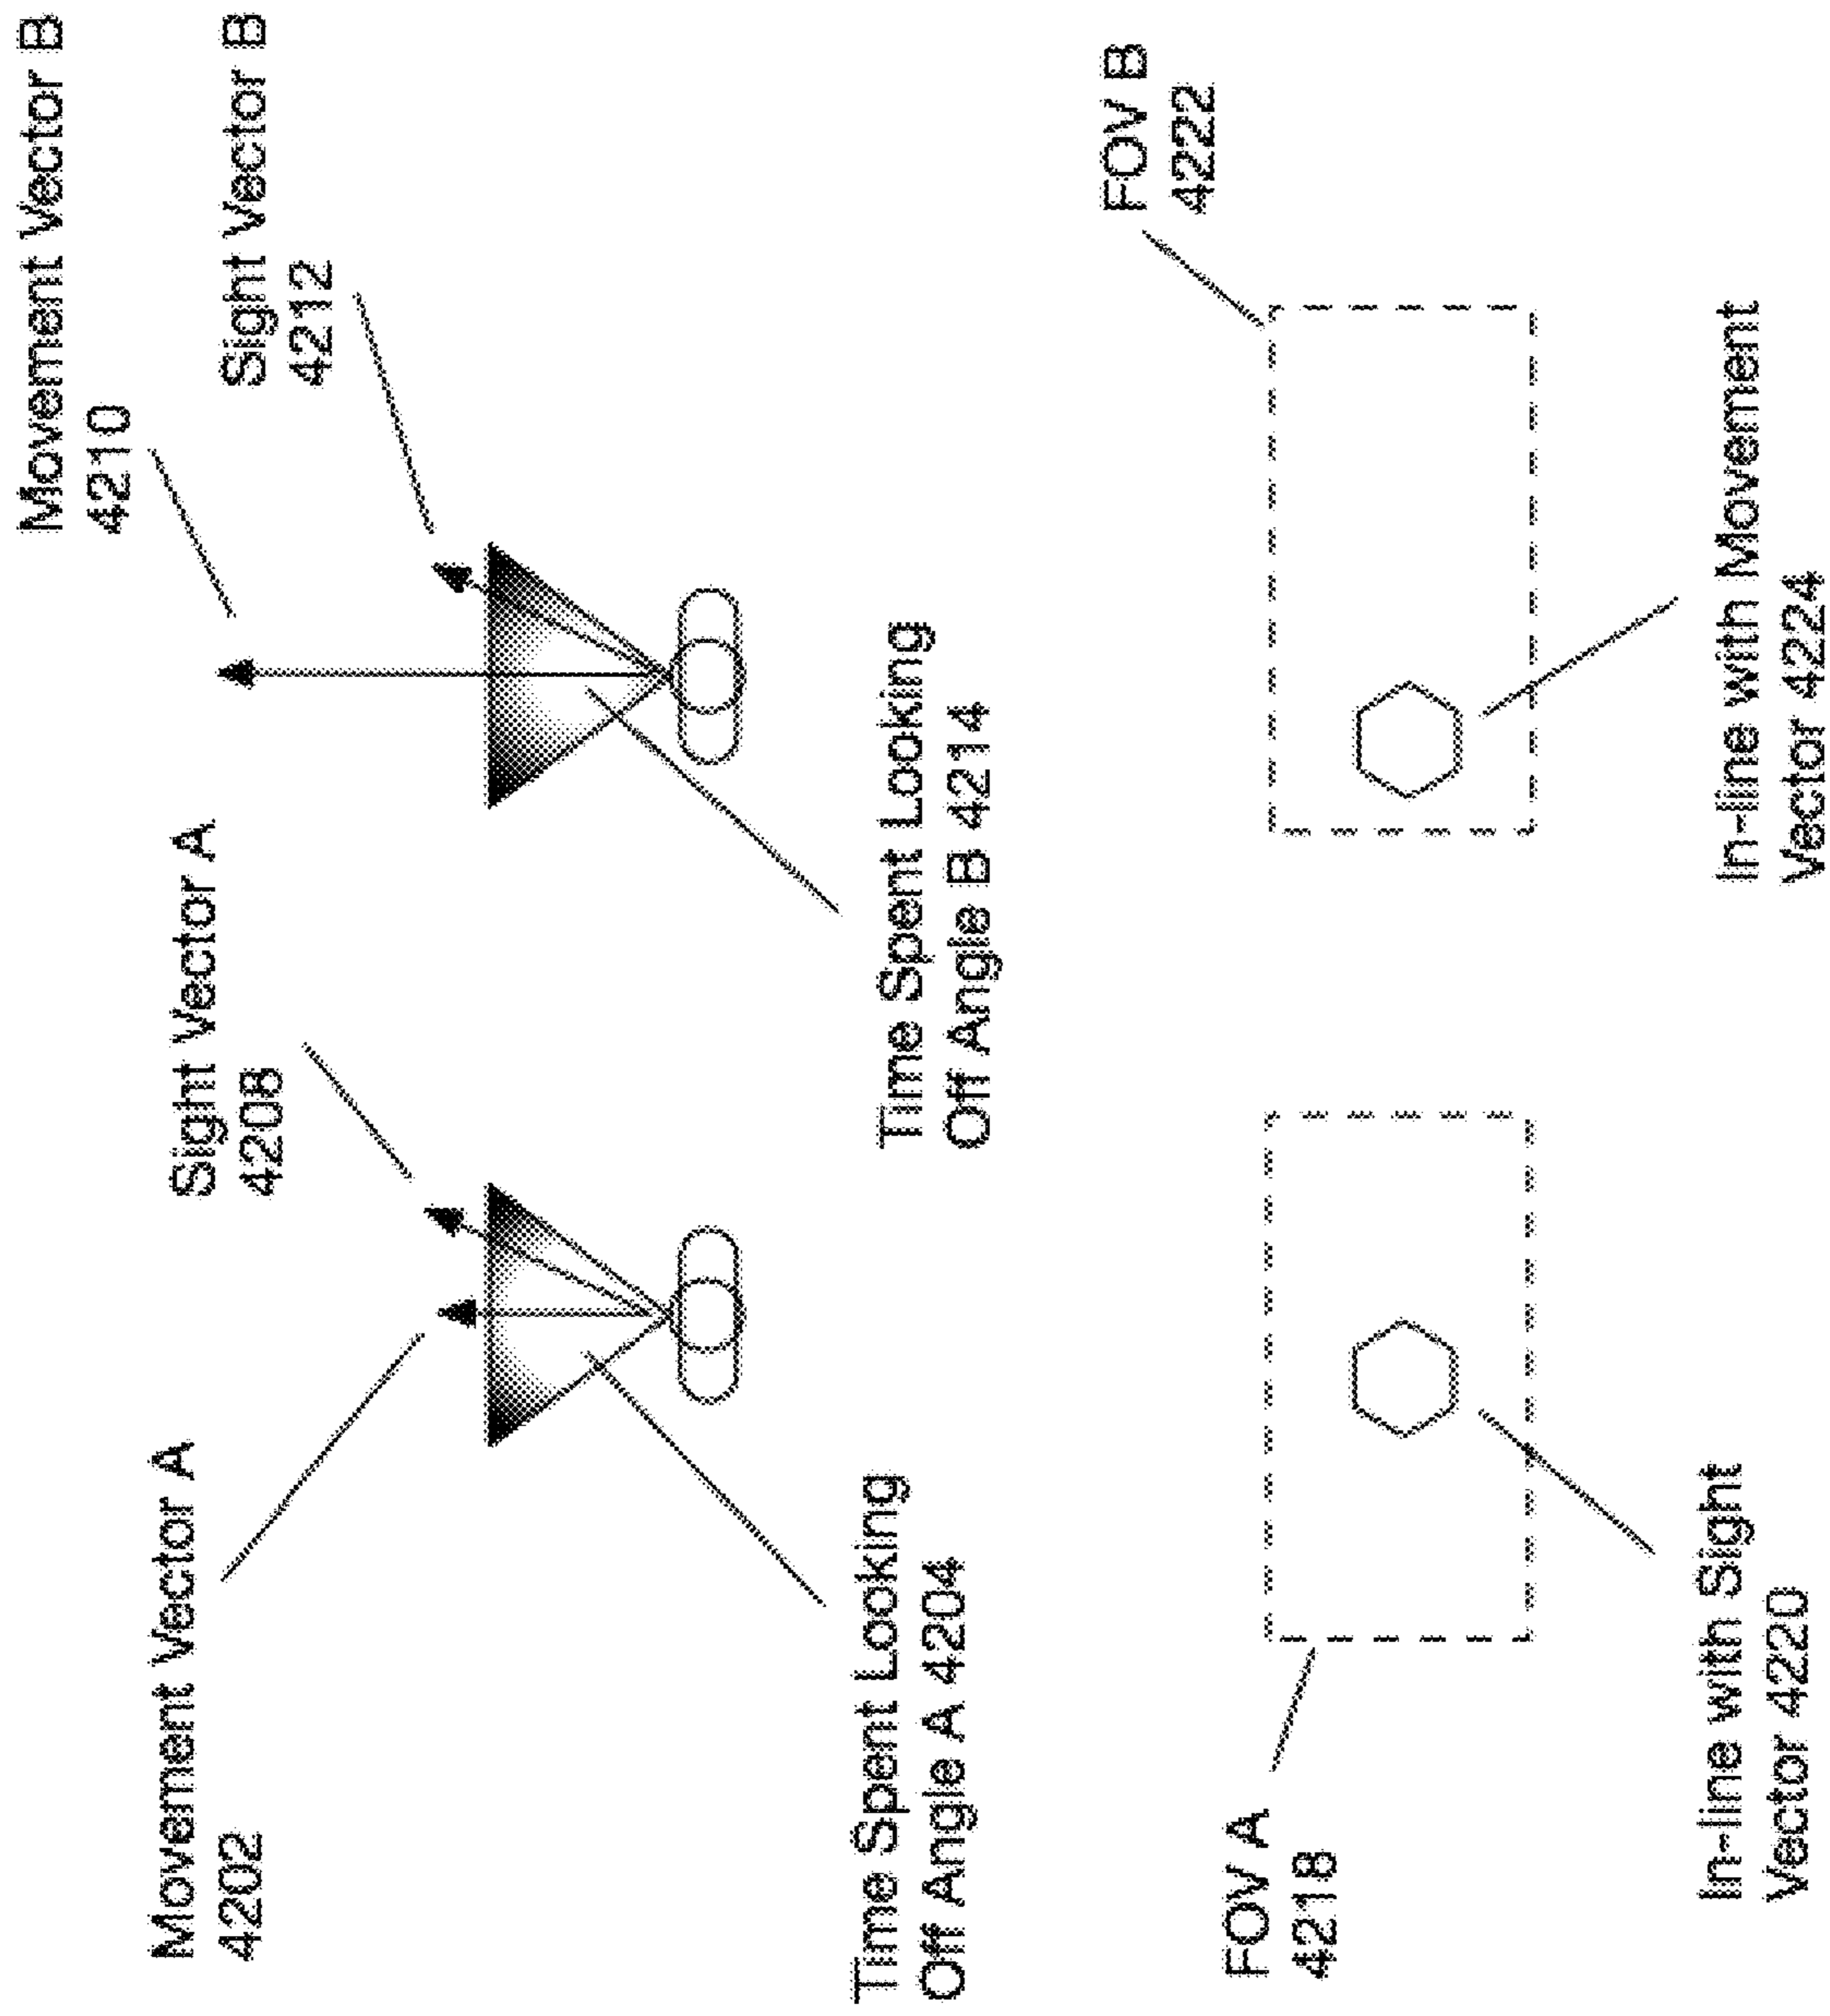 Movement Vector A
4202
Sight Vector A
4208
Movement Vector B
4210
Sight Vector B
4212
Time Spent Looking
Off Angle A 4204
Time Spent Looking
Off Angle B 4214
FOV A
4218
FOV B
4222
In-line with Sight
Vector 4220
In-line with Movement
Vector 4224